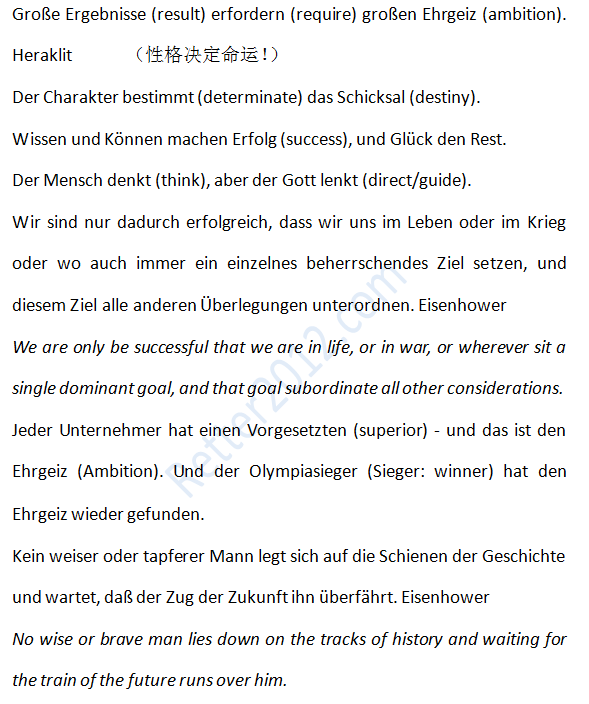 Große Ergebnisse (result) erfordern (require) großen Ehrgeiz (ambition).
Heraklit （性格决定命运！）
Der Charakter bestimmt (determinate) das Schicksal (destiny).
Wissen und Können machen Erfolg (success), und Glück den Rest.
Der Mensch denkt (think), aber der Gott lenkt (direct/guide).
Wir sind nur dadurch erfolgreich, dass wir uns im Leben oder im Krieg
oder wo auch immer ein einzelnes beherrschendes Ziel setzen, und
diesem Ziel alle anderen Überlegungen unterordnen. Eisenhower
We are only be successful that we are in life, or in war, or wherever sit a
single dominant goal, and that goal subordinate all other considerations.
Jeder Unternehmer hat einen Vorgesetzten (superior) - und das ist den
Ehrgeiz (Ambition). Und der Olympiasieger (Sieger: winner) hat den
Ehrgeiz wieder gefunden.
Kein weiser oder tapferer Mann legt sich auf die Schienen der Geschichte
und wartet, daß der Zug der Zukunft ihn überfährt. Eisenhower
No wise or brave man lies down on the tracks of history and waiting for
the train of the future runs over him.
Retter2012.com